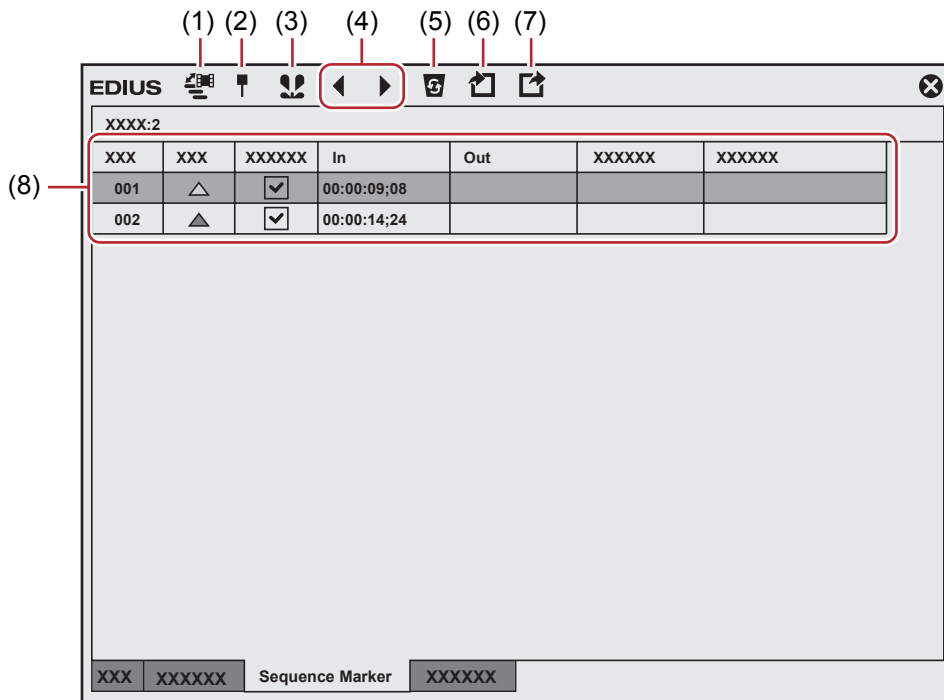 (1) (2) (3) (4) (5) (6) (7)
EDIUS
XXXX:2
XXX XXX XXXXXX In Out XXXXXX XXXXXX
(8)
001 00:00:09;08
002 00:00:14;24
XXX XXXXXX Sequence Marker XXXXXX